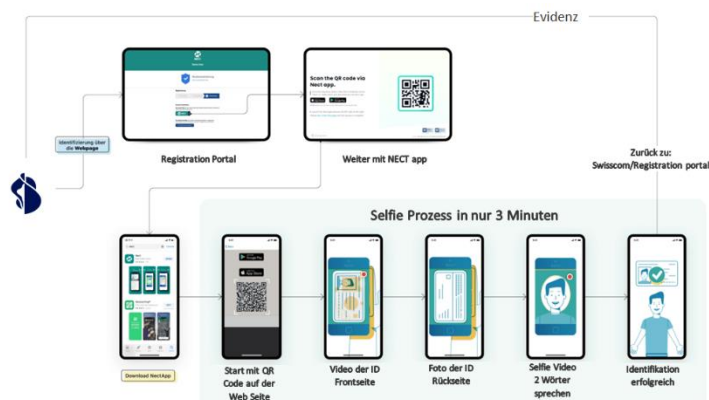 Evidenz
Scan the QR code via
Nect app.
Identifizierung über
die Webpage
Registration Portal
Weiter mit NECT app
Zurück zu:
Swisscom/Registration portal
Selfie Prozess in nur 3 Minuten
Download NectApp
Start mit QR
Code auf der
Web Seite
Video der ID
Frontseite
Foto der ID
Rückseite
Selfie Video
2 Wörter
sprechen
Identifikation
erfolgreich